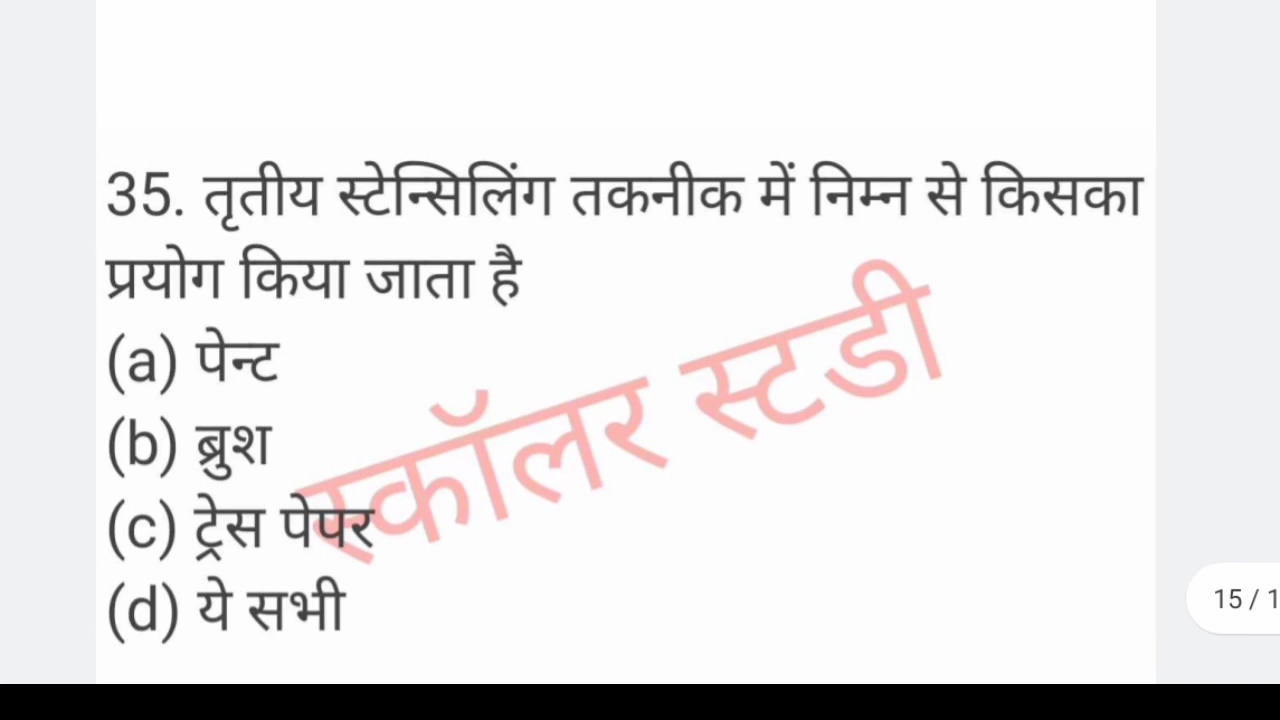 35. तृतीय स्टेन्सिलिंग तकनीक में निम्न से किसका
प्रयोग किया जाता है
(a) पेन्ट
(b) ब्रुश
(c) ट्रेस पेपर
(d) ये सभी
स्कॉलर स्टडी
15 / 1